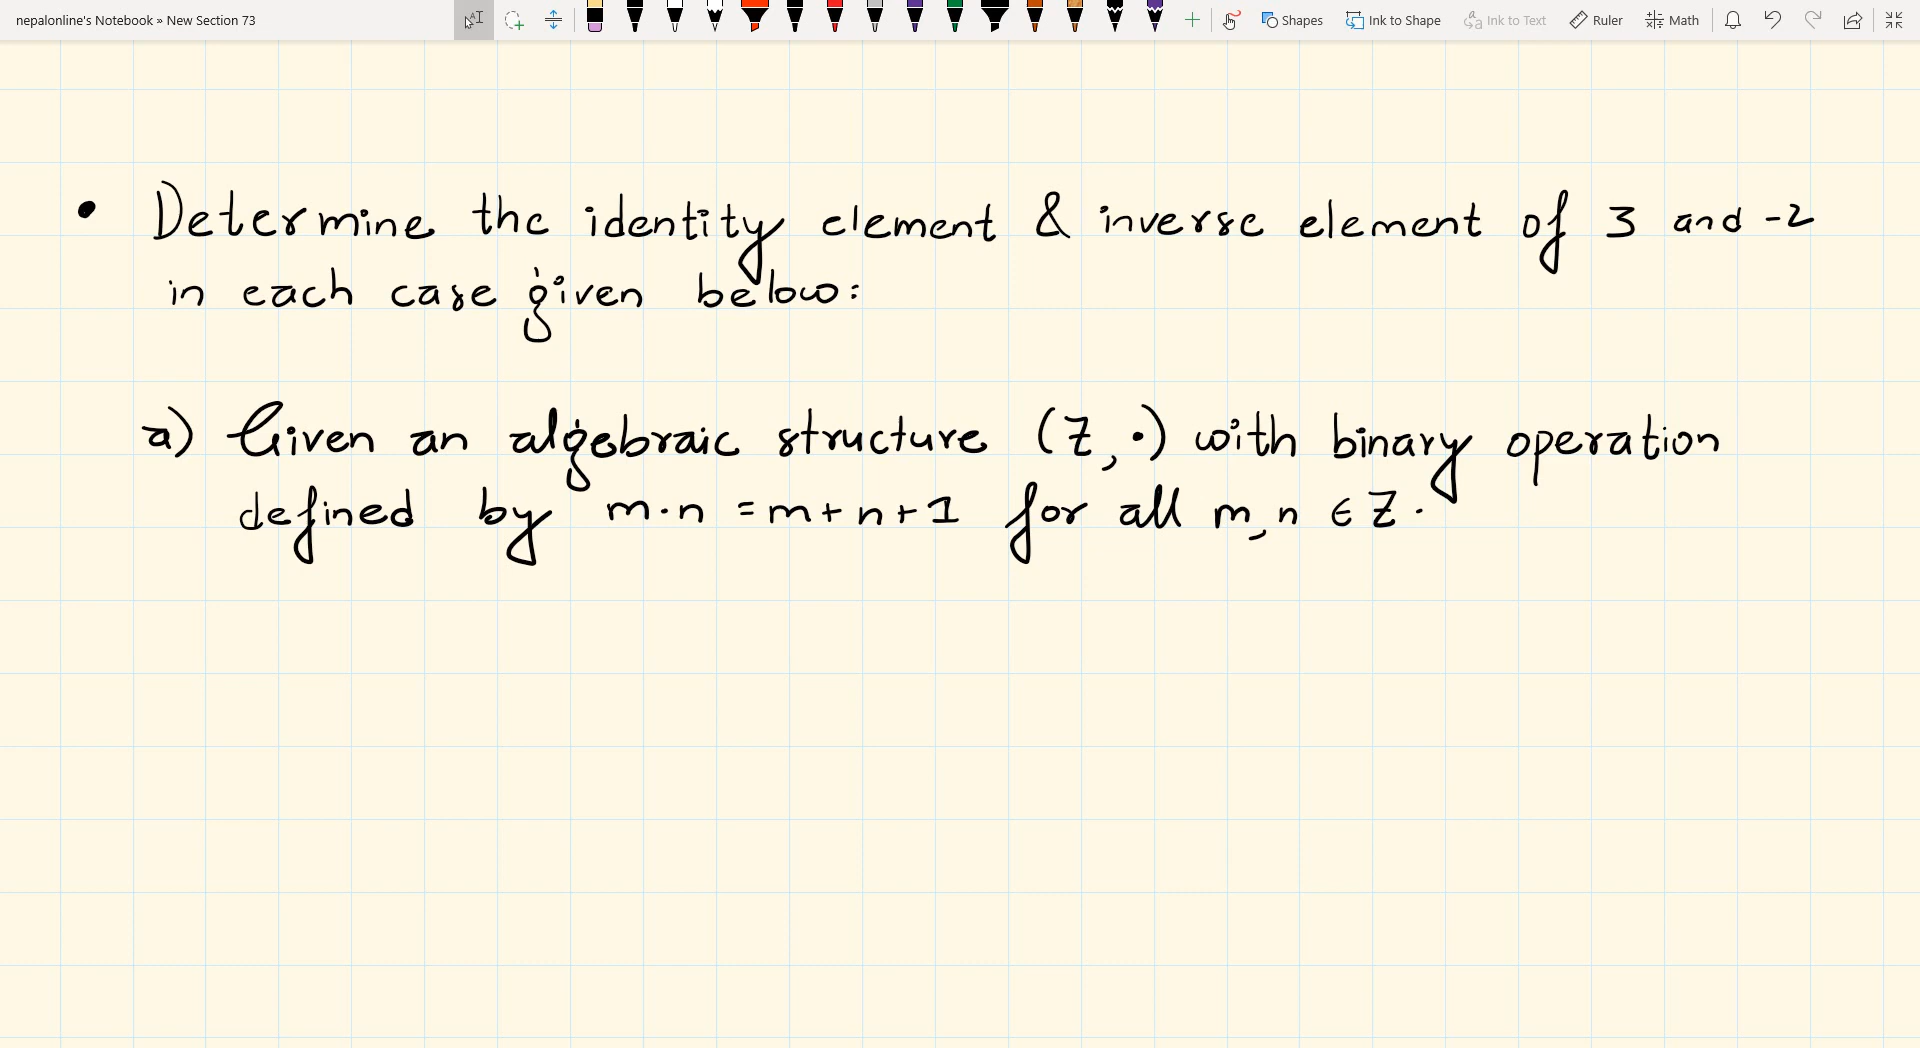 nepalonline's Notebook » New Section 73
Shapes Ink to Shape Ink to Text Ruler Math
• Determine the identity element & inverse element of 3 and -2
in each case given below:
a) Given an algebraic structure (Z, •) with binary operation
defined by m·n = m+n+1 for all m, n ∈ Z.